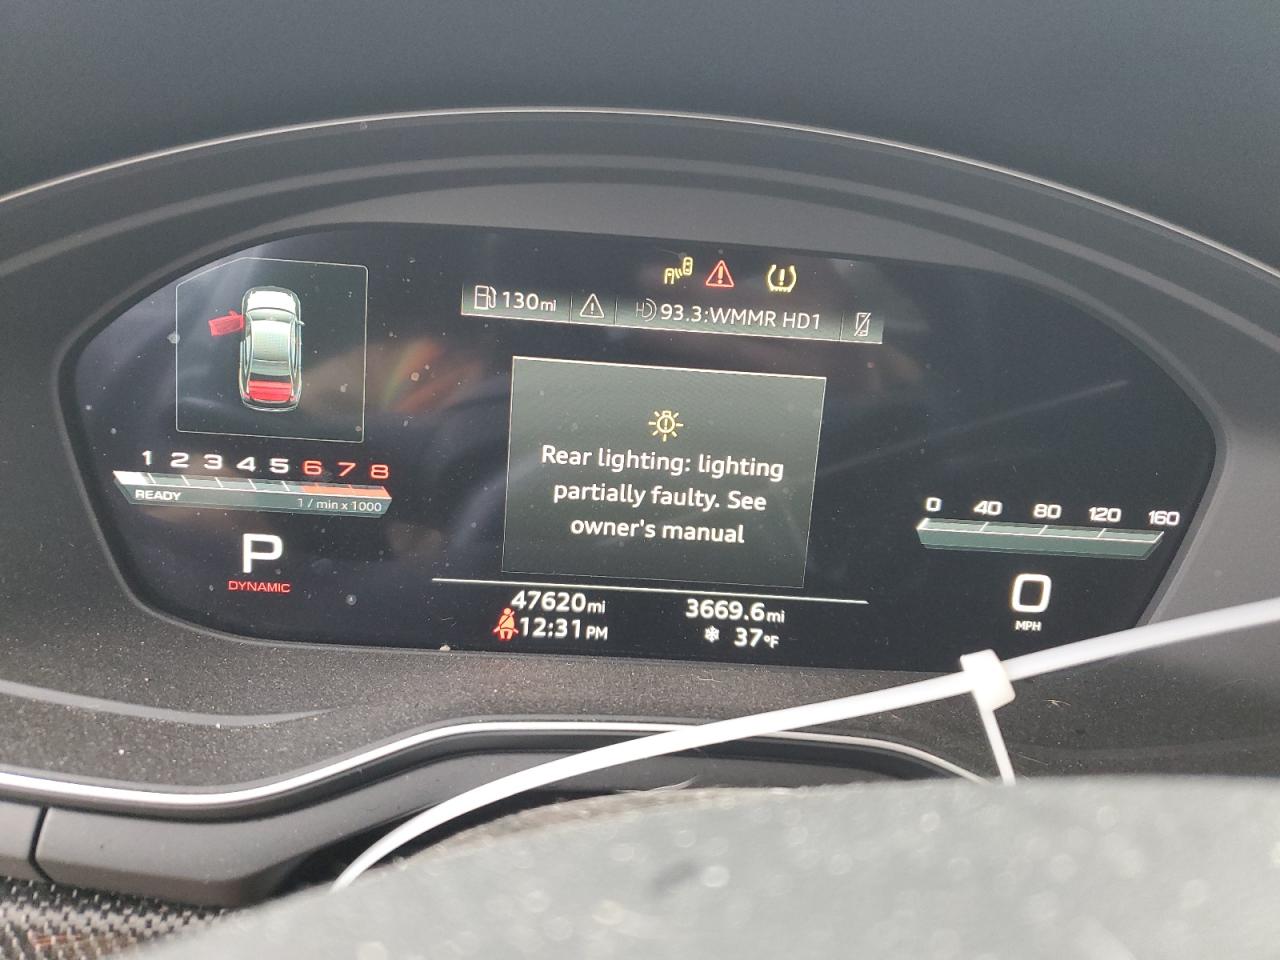 130mi
93.3:WMMR HD1
Rear lighting: lighting
partially faulty. See
owner's manual
1 2 3 4 5 6 7 8
READY
1 / min x 1000
P
DYNAMIC
47620mi
3669.6mi
12:31 PM
37°F
0 40 80 120 160
0
MPH